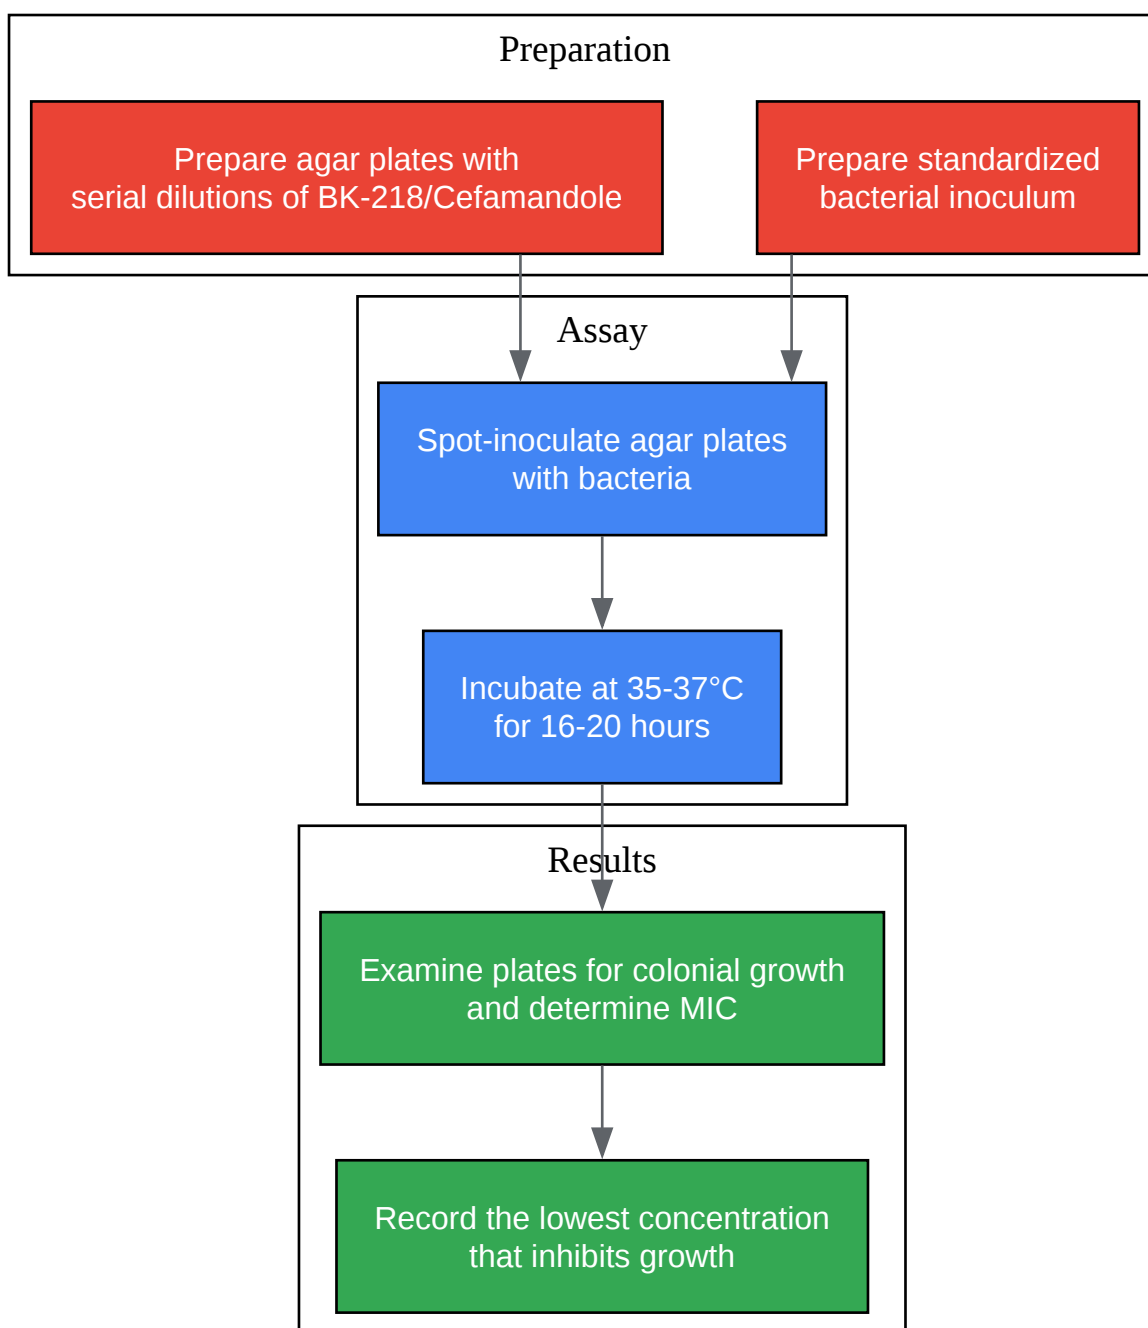 Preparation
Prepare agar plates with
serial dilutions of BK-218/Cefamandole
Prepare standardized
bacterial inoculum
Assay
Spot-inoculate agar plates
with bacteria
Incubate at 35-37°C
for 16-20 hours
Results
Examine plates for colonial growth
and determine MIC
Record the lowest concentration
that inhibits growth